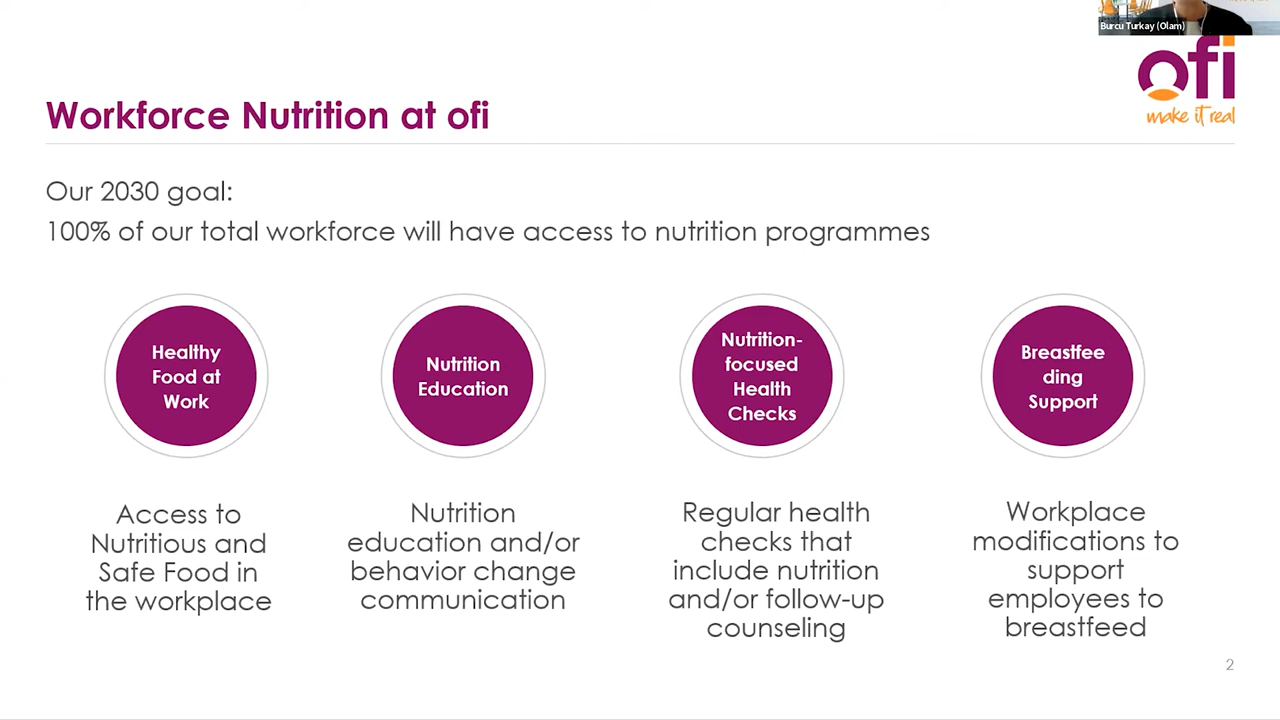 Burcu Turkay (Olam)
ofi
make it real
Workforce Nutrition at ofi
Our 2030 goal:
100% of our total workforce will have access to nutrition programmes
Healthy
Food at
Work
Nutrition
Education
Nutrition-
focused
Health
Checks
Breastfee
ding
Support
Access to
Nutritious and
Safe Food in
the workplace
Nutrition
education and/or
behavior change
communication
Regular health
checks that
include nutrition
and/or follow-up
counseling
Workplace
modifications to
support
employees to
breastfeed
2